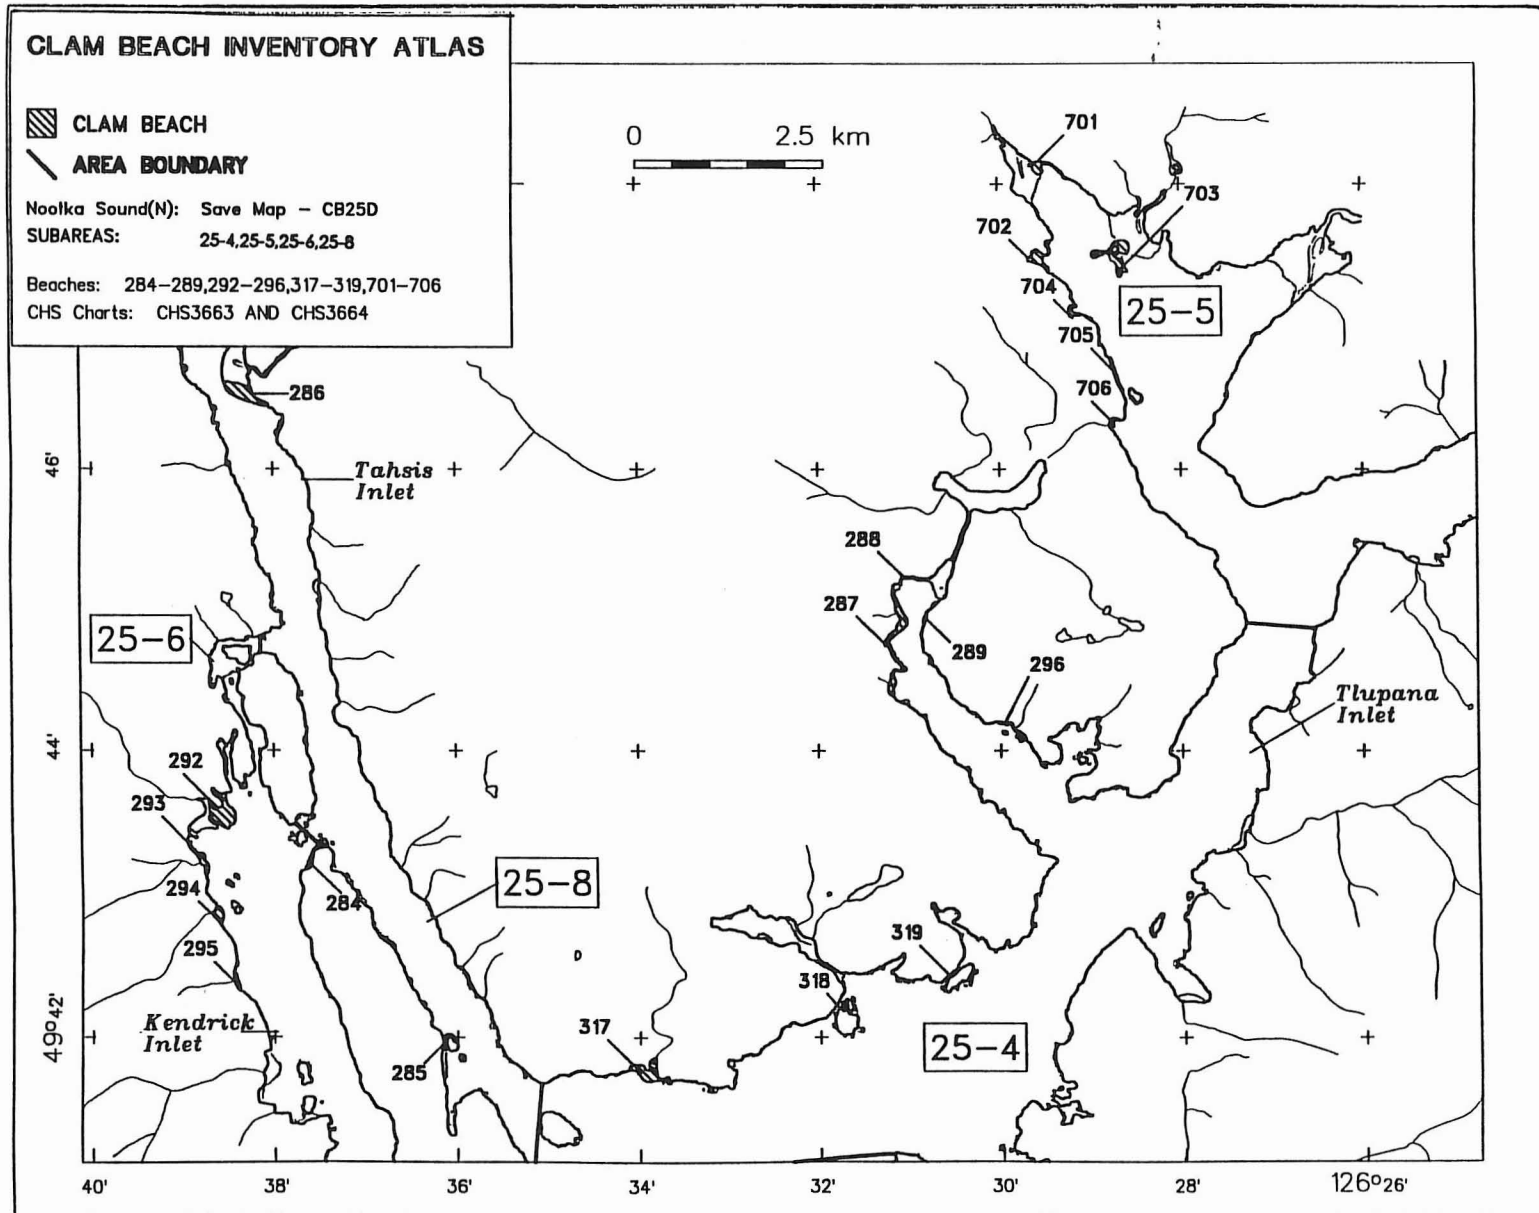 CLAM BEACH INVENTORY ATLAS
CLAM BEACH
AREA BOUNDARY
Nootka Sound(N): Save Map - CB25D
SUBAREAS: 25-4,25-5,25-6,25-8
Beaches: 284-289,292-296,317-319,701-706
CHS Charts: CHS3663 AND CHS3664
0 2.5 km
701
703
702
704
25-5
705
706
286
46'
Tahsis
Inlet
288
287
25-6
289
296
Tlupana
Inlet
44'
292
293
25-8
294
284
295
319
318
49°42'
Kendrick
Inlet
317
25-4
285
40' 38' 36' 34' 32' 30' 28' 126°26'